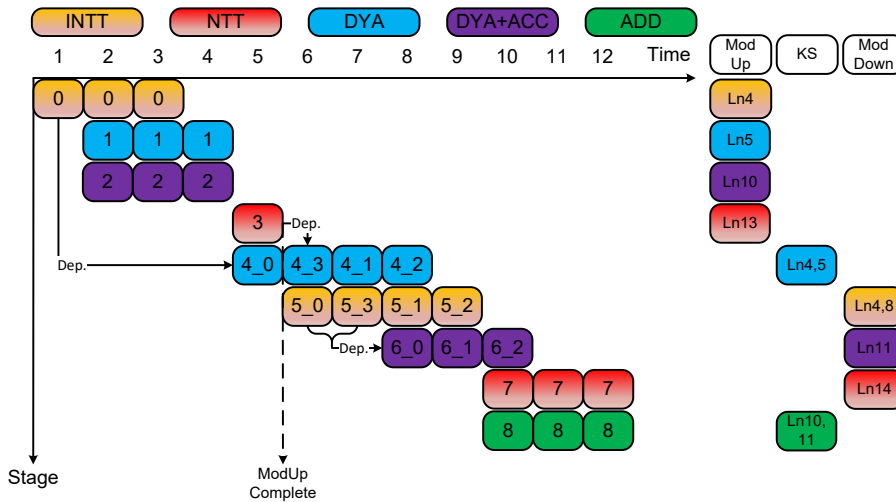 INTT NTT DYA DYA+ACC ADD
1 2 3 4 5 6 7 8 9 10 11 12 Time
Mod
Up
KS
Mod
Down
0 0 0 Ln4
1 1 1 Ln5
2 2 2 Ln10
3 Dep. Ln13
Dep. 4_0 4_3 4_1 4_2 Ln4,5
5_0 5_3 5_1 5_2 Ln4,8
Dep. 6_0 6_1 6_2 Ln11
7 7 7 Ln14
8 8 8 Ln10,
11
Stage
ModUp
Complete